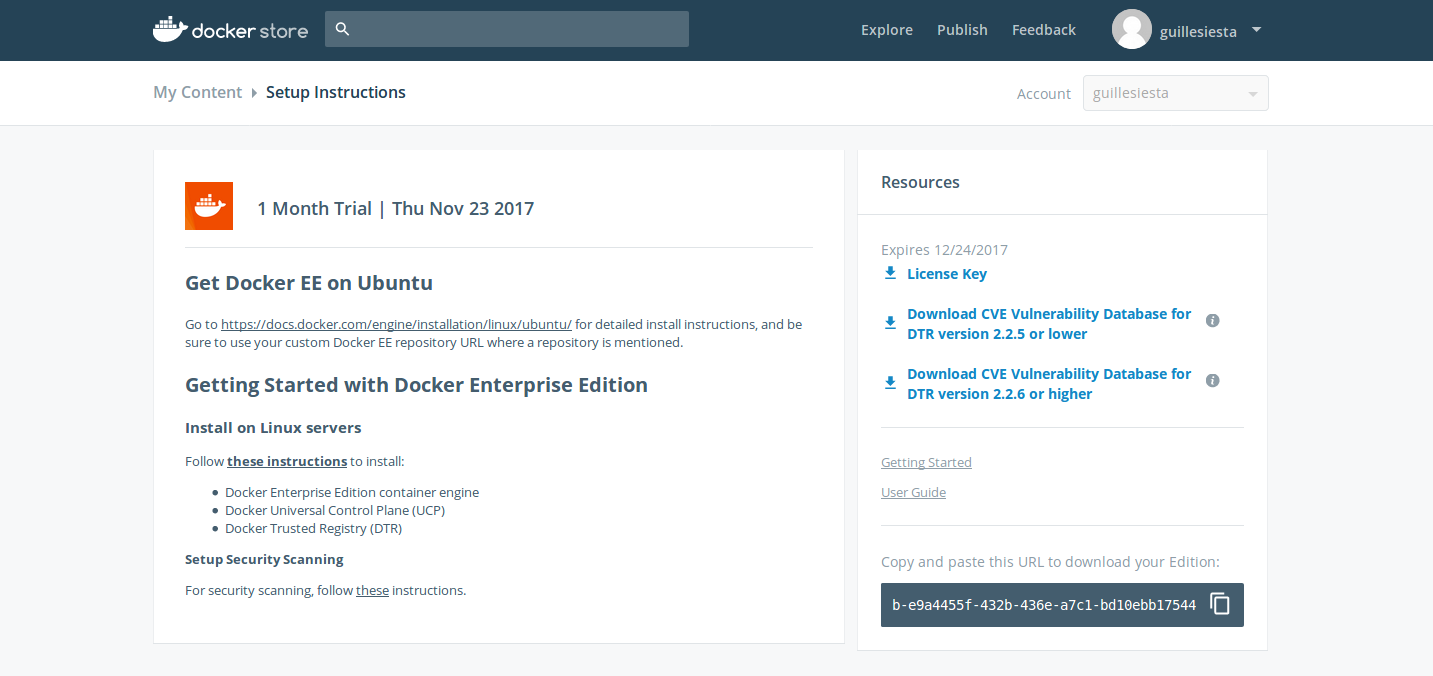 docker store
Explore
Publish
Feedback
guillesiesta
My Content
Setup Instructions
Account
guillesiesta
1 Month Trial | Thu Nov 23 2017
Get Docker EE on Ubuntu
Go to https://docs.docker.com/engine/installation/linux/ubuntu/ for detailed install instructions, and be
sure to use your custom Docker EE repository URL where a repository is mentioned.
Getting Started with Docker Enterprise Edition
Install on Linux servers
Follow these instructions to install:
Docker Enterprise Edition container engine
Docker Universal Control Plane (UCP)
Docker Trusted Registry (DTR)
Setup Security Scanning
For security scanning, follow these instructions.
Resources
Expires 12/24/2017
License Key
Download CVE Vulnerability Database for
DTR version 2.2.5 or lower
Download CVE Vulnerability Database for
DTR version 2.2.6 or higher
Getting Started
User Guide
Copy and paste this URL to download your Edition:
b-e9a4455f-432b-436e-a7c1-bd10ebb17544